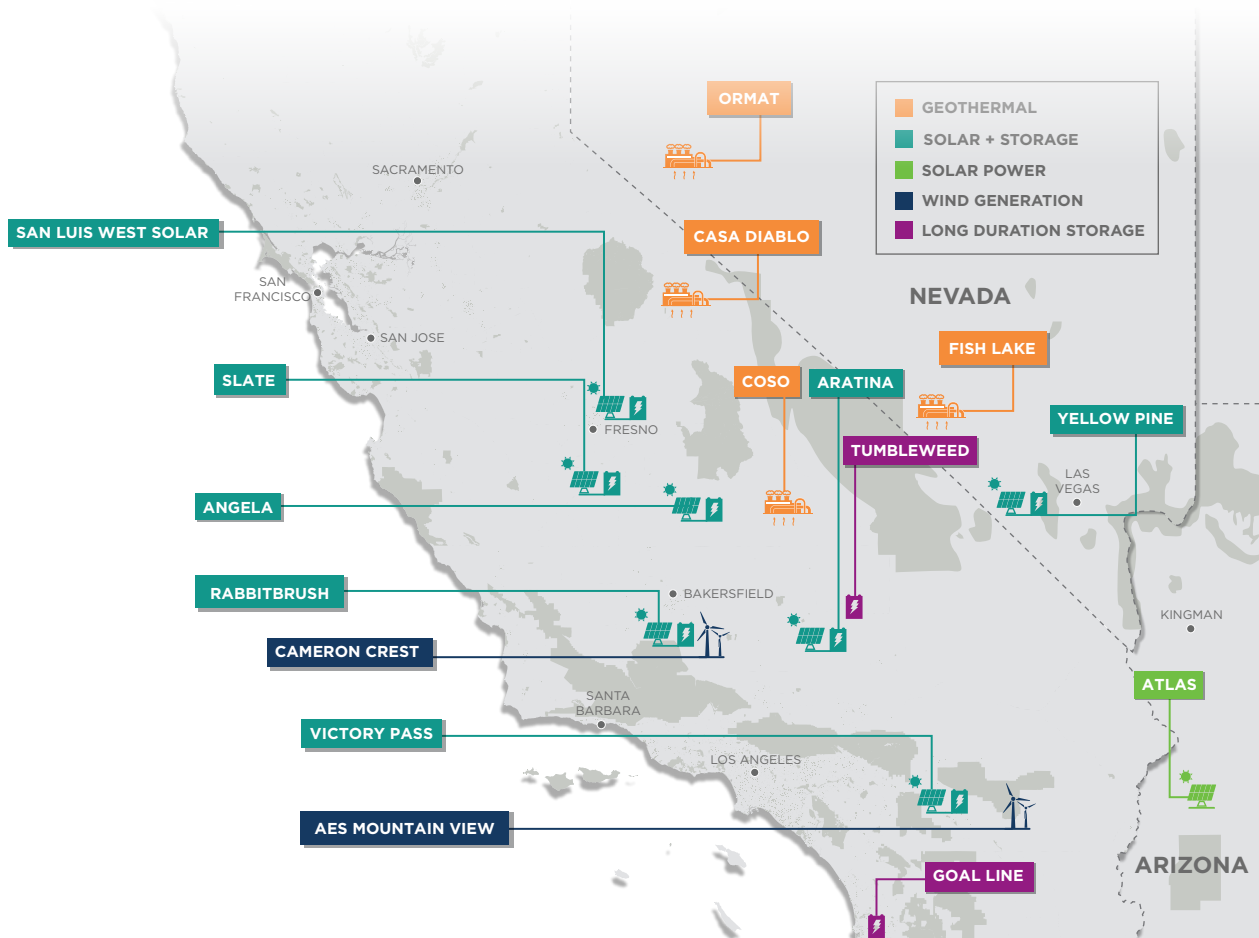 ORMAT
GEOTHERMAL
SOLAR + STORAGE
SOLAR POWER
WIND GENERATION
LONG DURATION STORAGE
SACRAMENTO
SAN LUIS WEST SOLAR
CASA DIABLO
SAN
FRANCISCO
NEVADA
SAN JOSE
FISH LAKE
SLATE
COSO
ARATINA
YELLOW PINE
FRESNO
TUMBLEWEED
LAS
VEGAS
ANGELA
RABBITBRUSH
BAKERSFIELD
KINGMAN
CAMERON CREST
ATLAS
SANTA
BARBARA
VICTORY PASS
LOS ANGELES
AES MOUNTAIN VIEW
ARIZONA
GOAL LINE